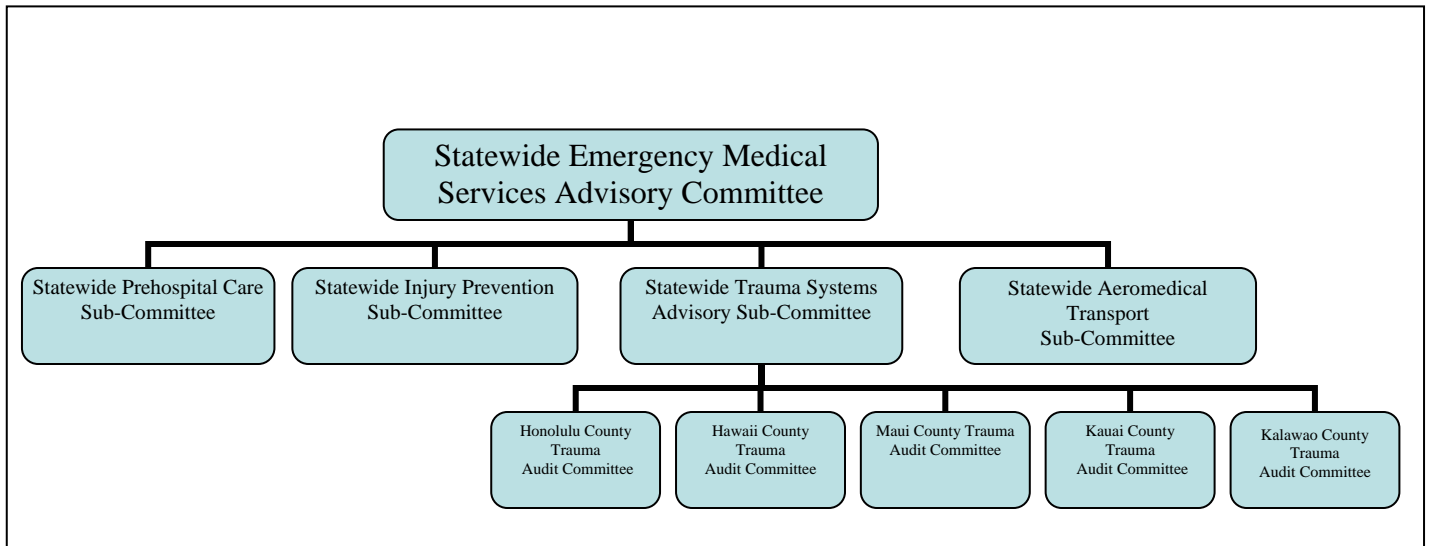 Statewide Emergency Medical
Services Advisory Committee
Statewide Prehospital Care
Sub-Committee
Statewide Injury Prevention
Sub-Committee
Statewide Trauma Systems
Advisory Sub-Committee
Statewide Aeromedical
Transport
Sub-Committee
Honolulu County
Trauma
Audit Committee
Hawaii County
Trauma
Audit Committee
Maui County Trauma
Audit Committee
Kauai County
Trauma
Audit Committee
Kalawao County
Trauma
Audit Committee